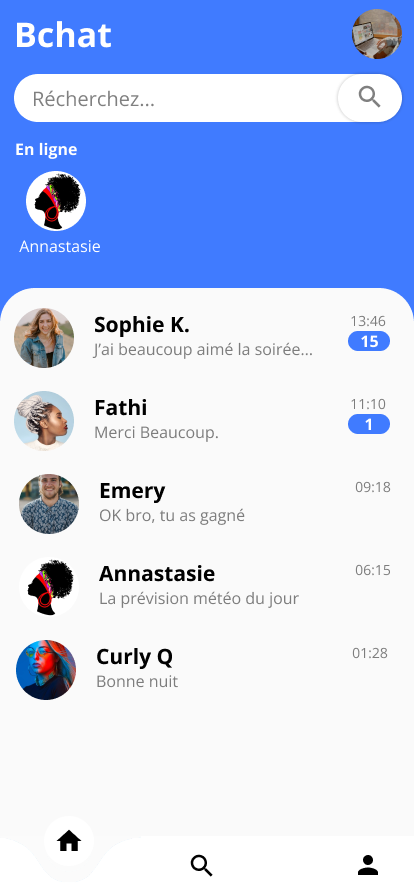 Bchat
Récherchez...
En ligne
Annastasie
Sophie K.
13:46
J'ai beaucoup aimé la soirée...
15
Fathi
11:10
Merci Beaucoup.
1
Emery
09:18
OK bro, tu as gagné
Annastasie
06:15
La prévision météo du jour
Curly Q
01:28
Bonne nuit